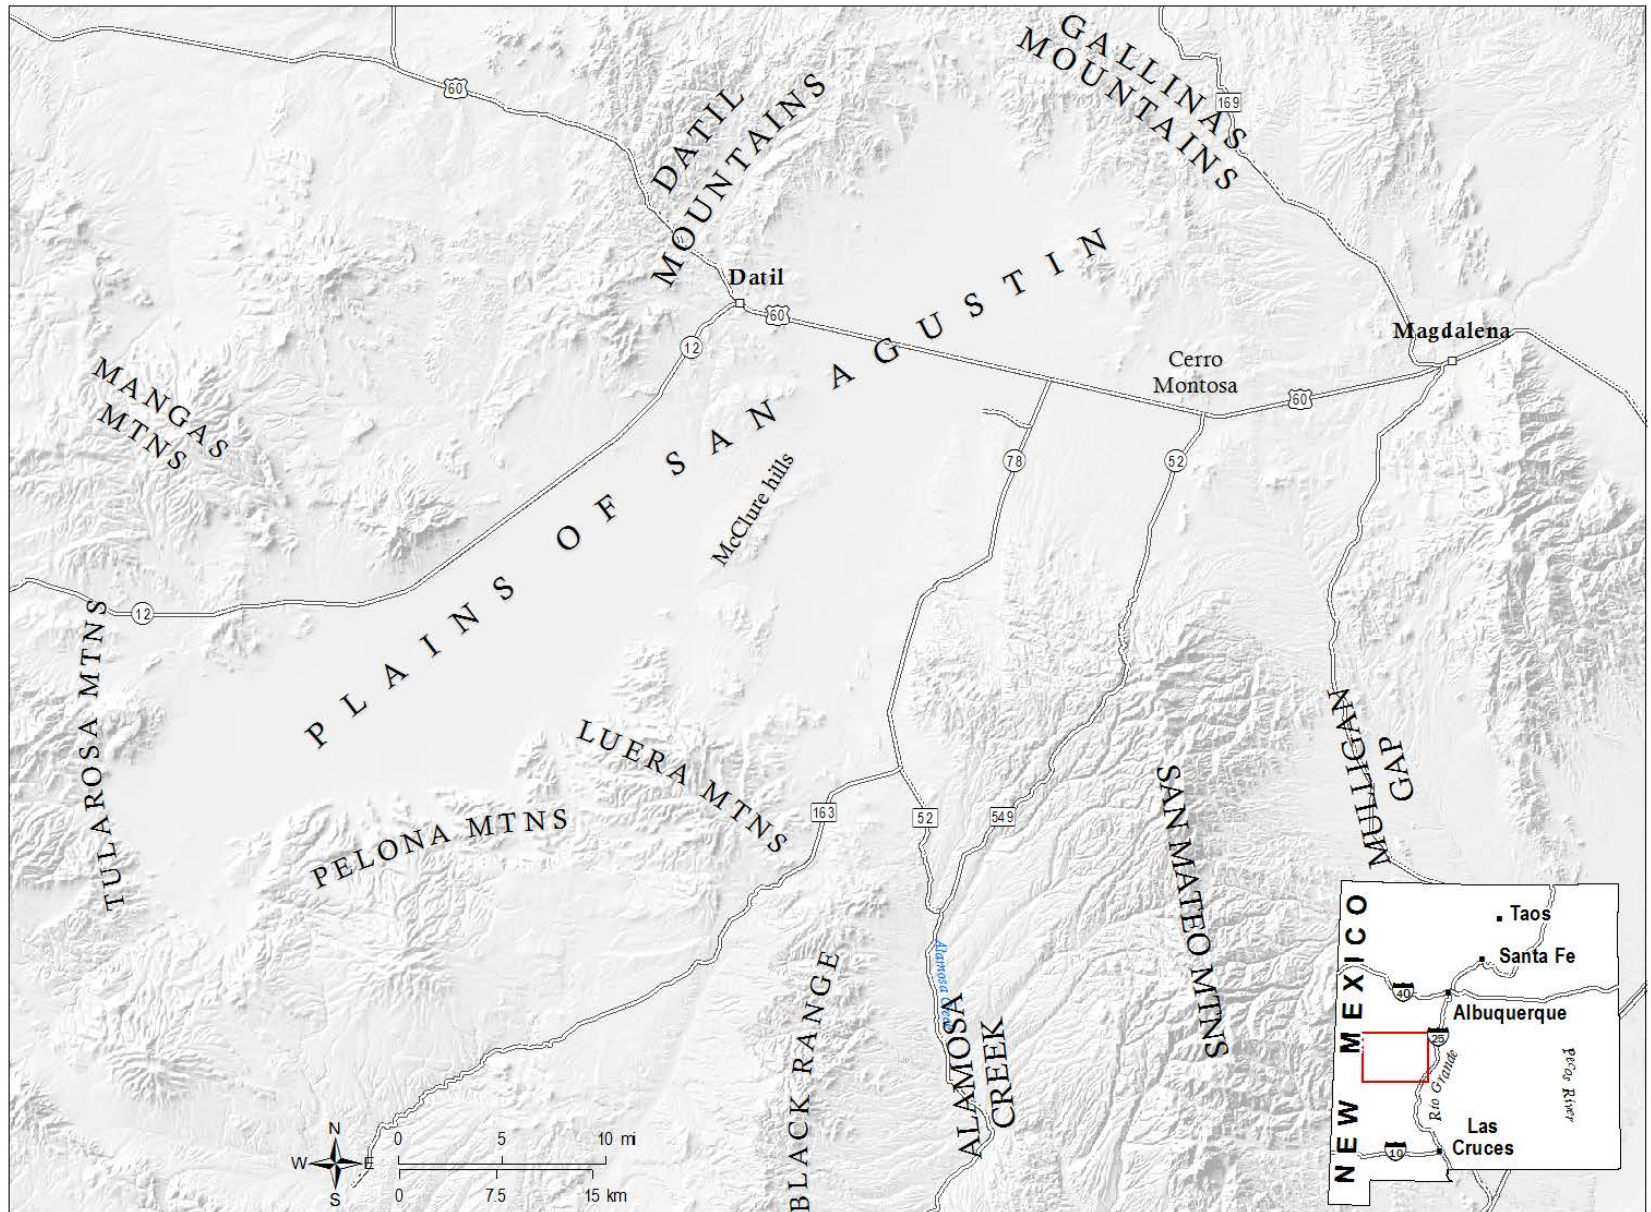 GALLINAS
MOUNTAINS
60
169
DATIL
MOUNTAINS
Datil
60
12
PLAINS OF SAN AGUSTIN
Magdalena
Cerro
Montosa
60
MANGAS
MTNS
78
52
McClure hills
12
TULAROSA MTNS
LUERA MTNS
PELONA MTNS
163
52
549
SAN MATEO MTNS
MULLIGAN
GAP
BLACK RANGE
Alamosa Creek
ALAMOSA
CREEK
N
W E
S
0 5 10 mi
0 7.5 15 km
NEW MEXICO
Taos
Santa Fe
40
Albuquerque
25
Rio Grande
Pecos River
Las
Cruces
10